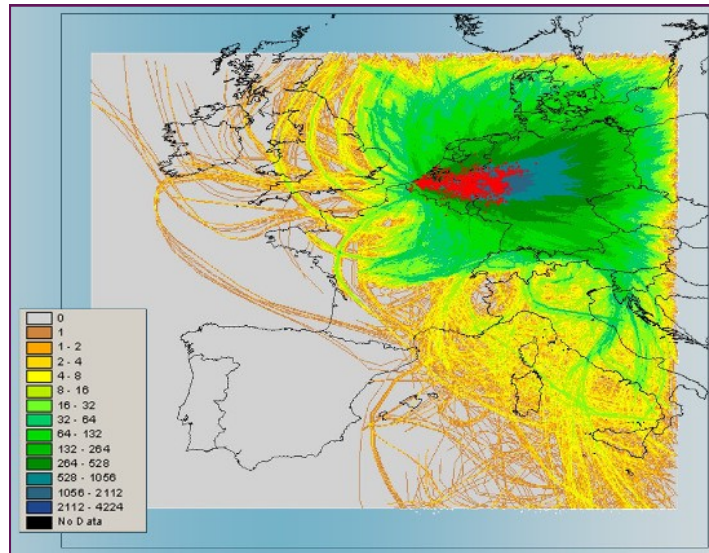 0
1
1 - 2
2 - 4
4 - 8
8 - 16
16 - 32
32 - 64
64 - 132
132 - 264
264 - 528
528 - 1056
1056 - 2112
2112 - 4224
No Data